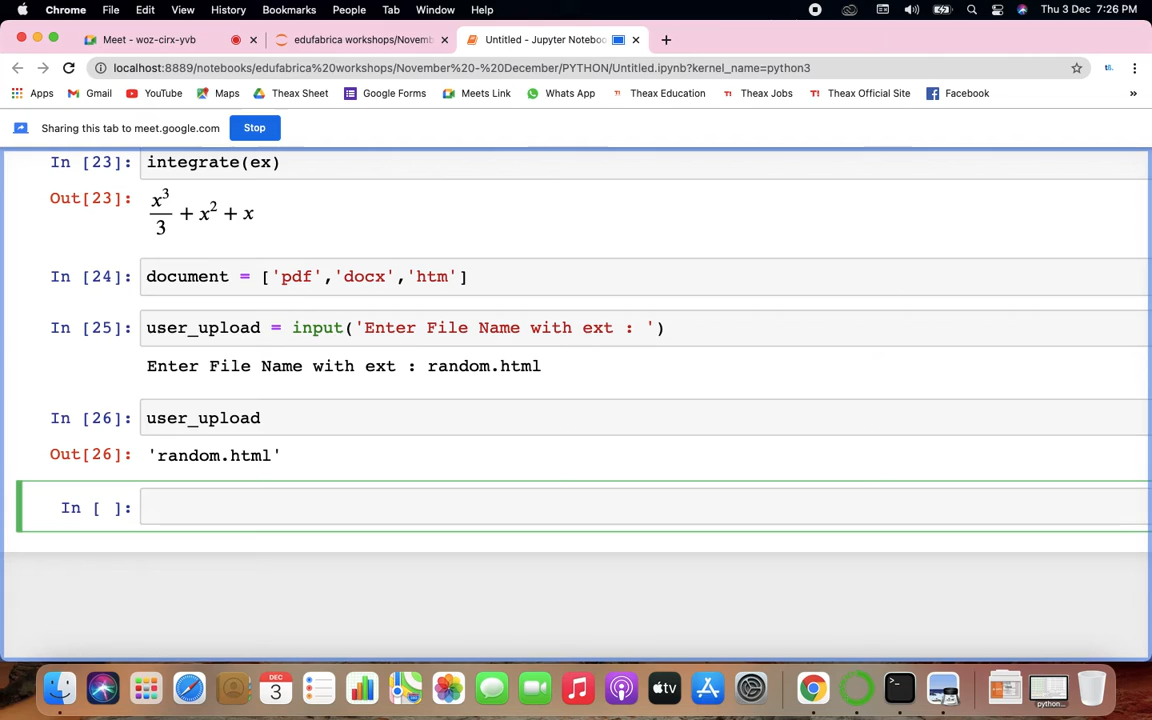 Chrome File Edit View History Bookmarks People Tab Window Help Thu 3 Dec 7:26 PM
Meet - woz-cirx-yvb edufabrica workshops/Novemb Untitled - Jupyter Noteboo
localhost:8889/notebooks/edufabrica%20workshops/November%20-%20December/PYTHON/Untitled.ipynb?kernel_name=python3
Apps Gmail YouTube Maps Theax Sheet Google Forms Meets Link Whats App Theax Education Theax Jobs Theax Official Site Facebook »
Sharing this tab to meet.google.com Stop
In [23]: integrate(ex)
Out[23]: x³/3 + x² + x
In [24]: document = ['pdf','docx','htm']
In [25]: user_upload = input('Enter File Name with ext : ')
Enter File Name with ext : random.html
In [26]: user_upload
Out[26]: 'random.html'
In [ ]:
DEC
3
tv
python...